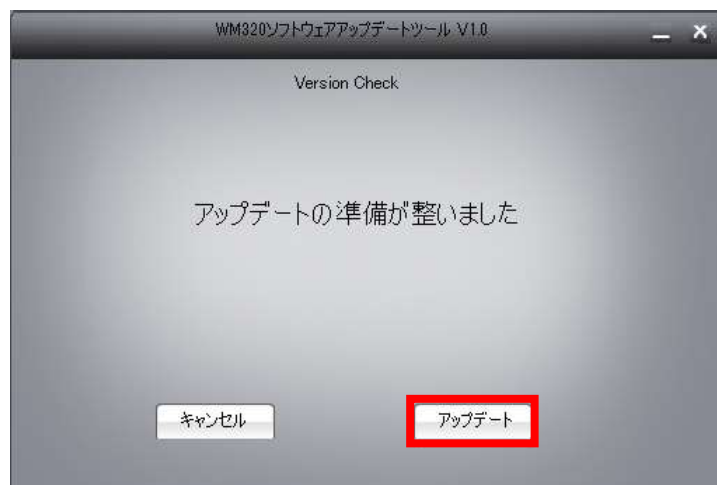 WM320ソフトウェアアップデートツール V1.0
Version Check
アップデートの準備が整いました
キャンセル
アップデート